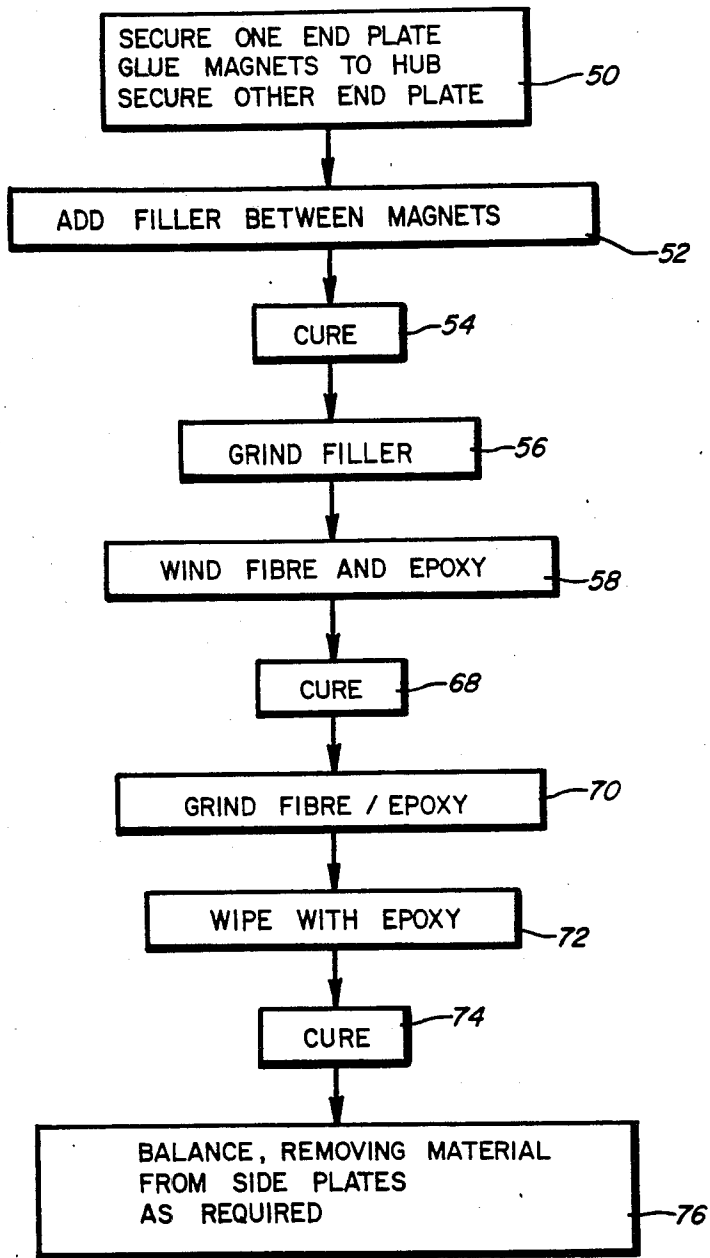 SECURE ONE END PLATE
GLUE MAGNETS TO HUB
SECURE OTHER END PLATE
50
ADD FILLER BETWEEN MAGNETS
52
CURE
54
GRIND FILLER
56
WIND FIBRE AND EPOXY
58
CURE
68
GRIND FIBRE / EPOXY
70
WIPE WITH EPOXY
72
CURE
74
BALANCE, REMOVING MATERIAL
FROM SIDE PLATES
AS REQUIRED
76